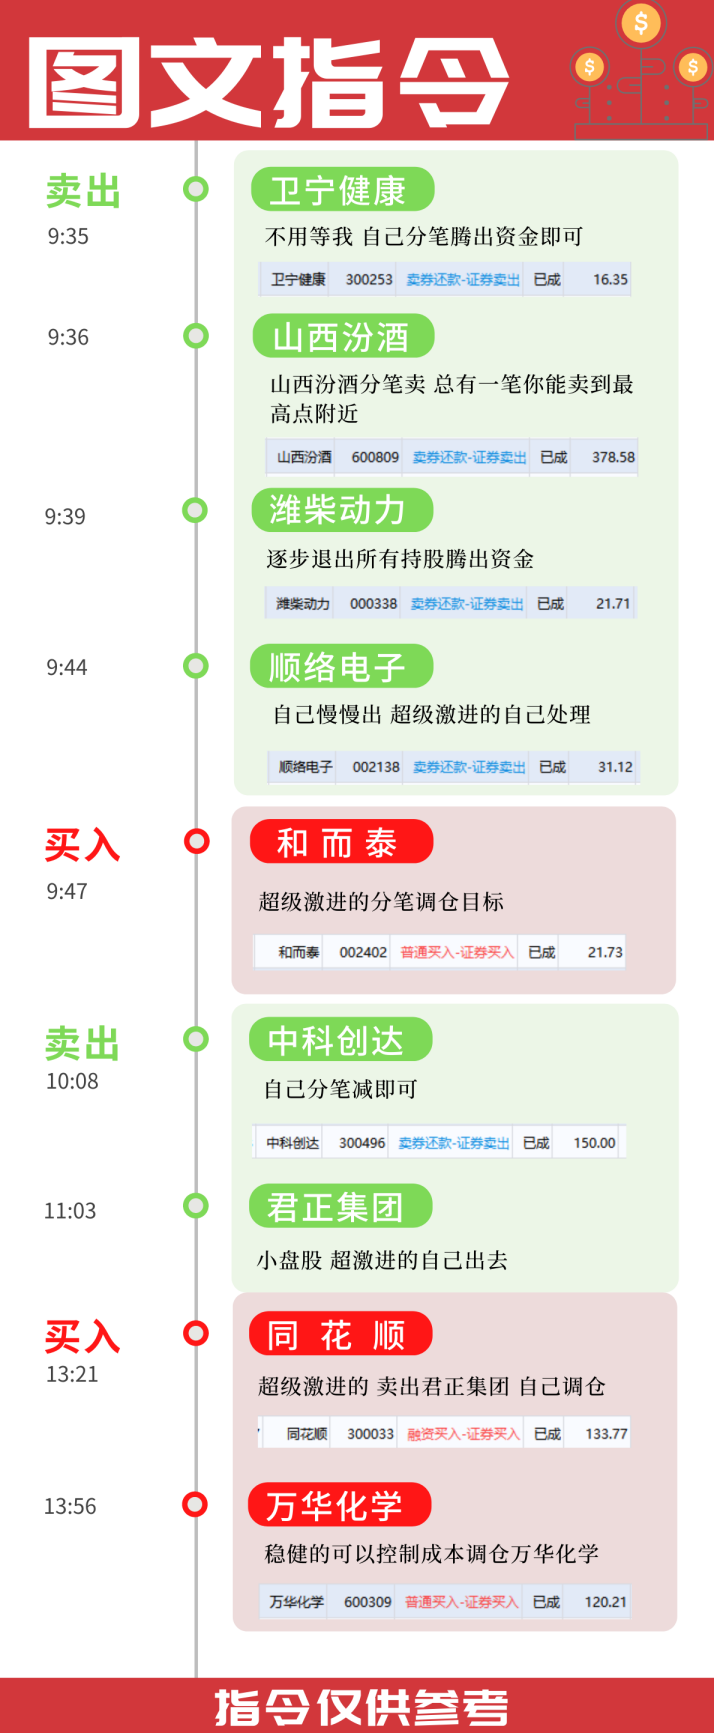 图文指令
卖出
9:35
卫宁健康
不用等我 自己分笔腾出资金即可
卫宁健康 300253 卖券还款-证券卖出 已成 16.35
9:36
山西汾酒
山西汾酒分笔卖 总有一笔你能卖到最
高点附近
山西汾酒 600809 卖券还款-证券卖出 已成 378.58
9:39
潍柴动力
逐步退出所有持股腾出资金
潍柴动力 000338 卖券还款-证券卖出 已成 21.71
9:44
顺络电子
自己慢慢出 超级激进的自己处理
顺络电子 002138 卖券还款-证券卖出 已成 31.12
买入
9:47
和而泰
超级激进的分笔调仓目标
和而泰 002402 普通买入-证券买入 已成 21.73
卖出
10:08
中科创达
自己分笔减即可
中科创达 300496 卖券还款-证券卖出 已成 150.00
11:03
君正集团
小盘股 超激进的自己出去
买入
13:21
同花顺
超级激进的 卖出君正集团 自己调仓
同花顺 300033 融资买入-证券买入 已成 133.77
13:56
万华化学
稳健的可以控制成本调仓万华化学
万华化学 600309 普通买入-证券买入 已成 120.21
指令仅供参考